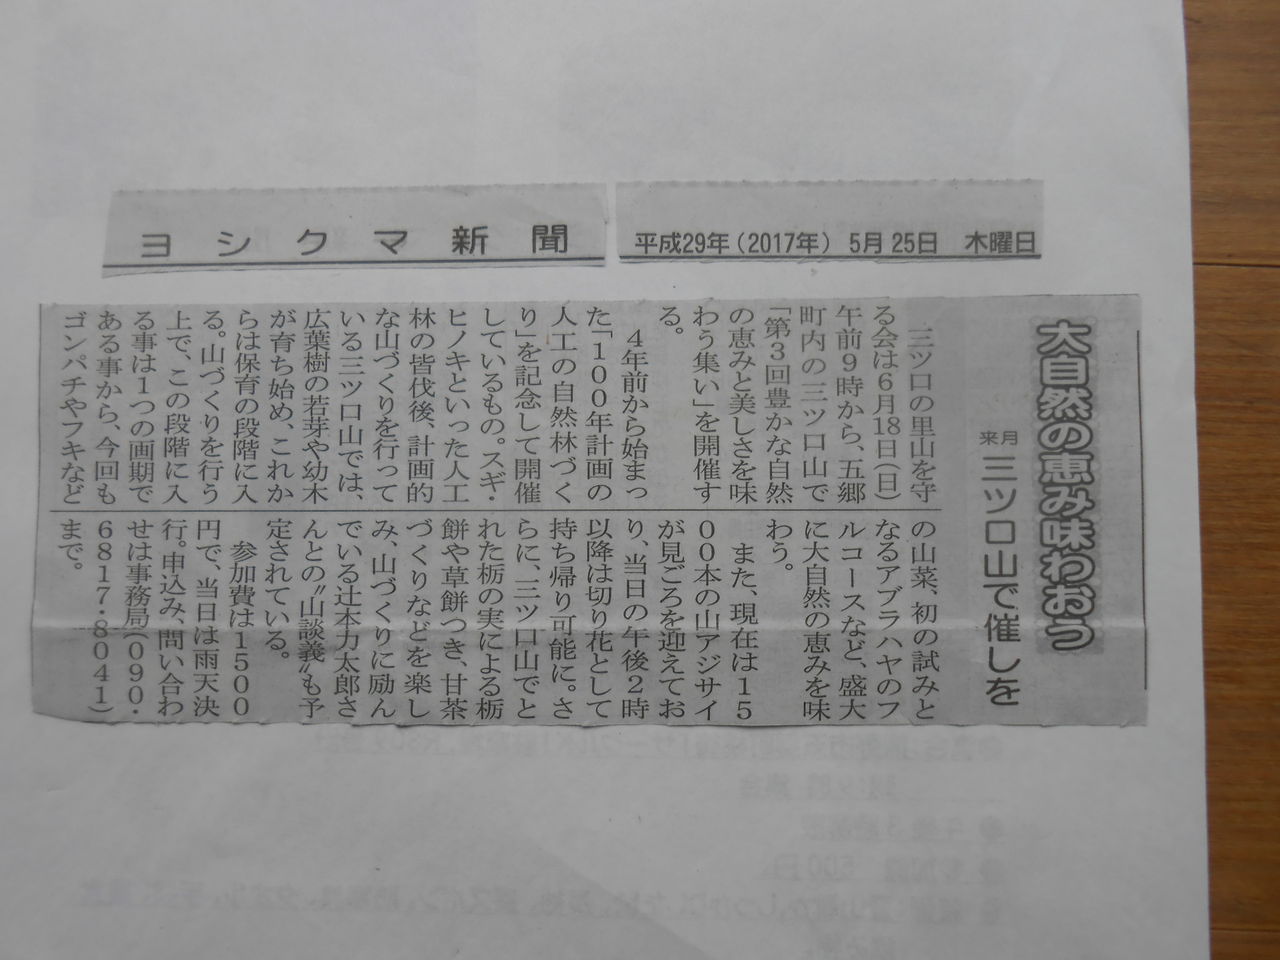 ヨシクマ新聞
平成29年(2017年) 5月25日 木曜日
大自然の恵み味わおう
来月 三ツ口山で催しを
三ツ口の里山を守
る会は6月18日(日)
午前9時から、五郷
町内の三ツ口山で
「第3回豊かな自然
の恵みと美しさを味
わう集い」を開催す
る。
4年前から始まっ
た「100年計画の
人工の自然林づく
り」を記念して開催
しているもの。スギ・
ヒノキといった人工
林の皆伐後、計画的
な山づくりを行って
いる三ツ口山では、
広葉樹の若芽や幼木
が育ち始め、これか
らは保育の段階に入
る。山づくりを行う
上で、この段階に入
る事は1つの画期で
ある事から、今回も
ゴンパチやフキなど
の山菜、初の試みと
なるアブラハヤのフ
ルコースなど、盛大
に大自然の恵みを味
わう。
また、現在は15
00本の山アジサイ
が見ごろを迎えてお
り、当日の午後2時
以降は切り花として
持ち帰り可能に。さ
らに、三ツ口山でと
れた栃の実による栃
餅や草餅つき、甘茶
づくりなどを楽し
み、山づくりに励ん
でいる辻本力太郎さ
んとの〝山談義〟も予
定されている。
参加費は1500
円で、当日は雨天決
行。申込み、問い合わ
せは事務局(090・
6817・8041)
まで。